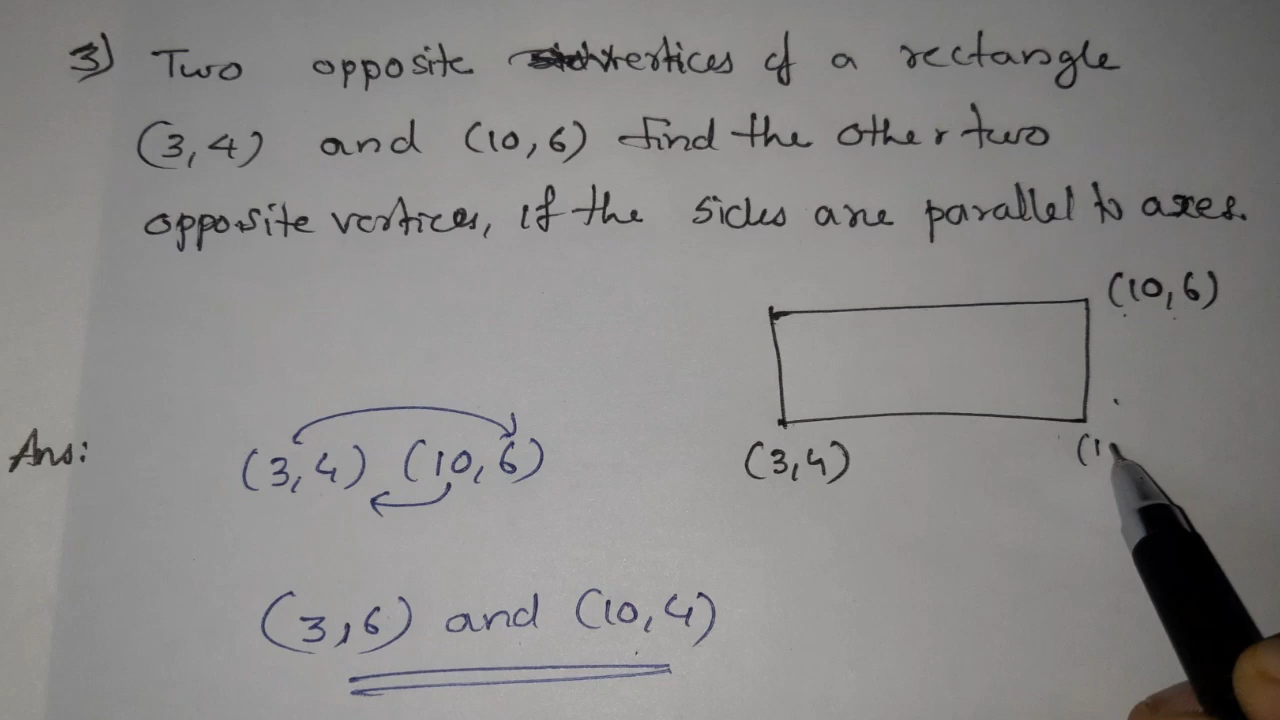 3) Two opposite vertices of a rectangle
(3,4) and (10,6) find the other two
opposite vertices, if the sides are parallel to axes.
(10,6)
Ans: (3,4) (10,6)
(3,4) (1
(3,6) and (10,4)